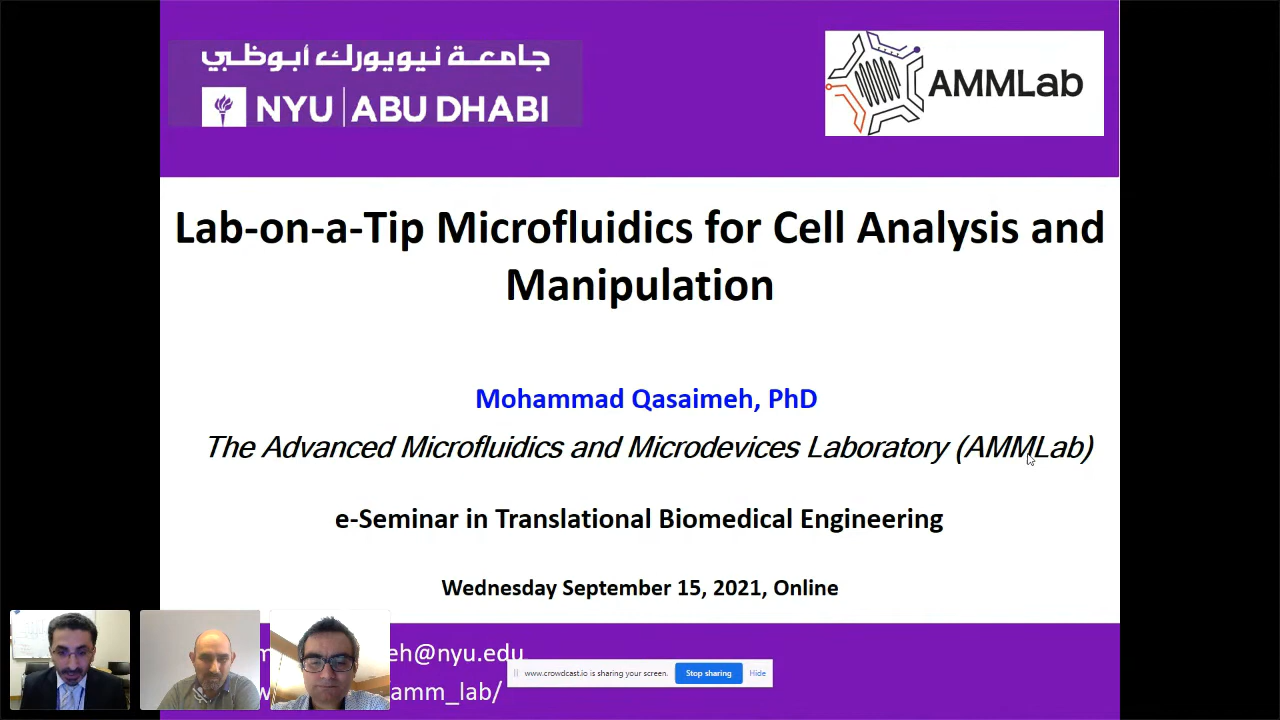 جامعة نيويورك أبوظبي
NYU | ABU DHABI
AMMLab
Lab-on-a-Tip Microfluidics for Cell Analysis and
Manipulation
Mohammad Qasaimeh, PhD
The Advanced Microfluidics and Microdevices Laboratory (AMMLab)
e-Seminar in Translational Biomedical Engineering
Wednesday September 15, 2021, Online
eh@nyu.edu
www.crowdcast.io is sharing your screen.
Stop sharing
Hide
amm_lab/